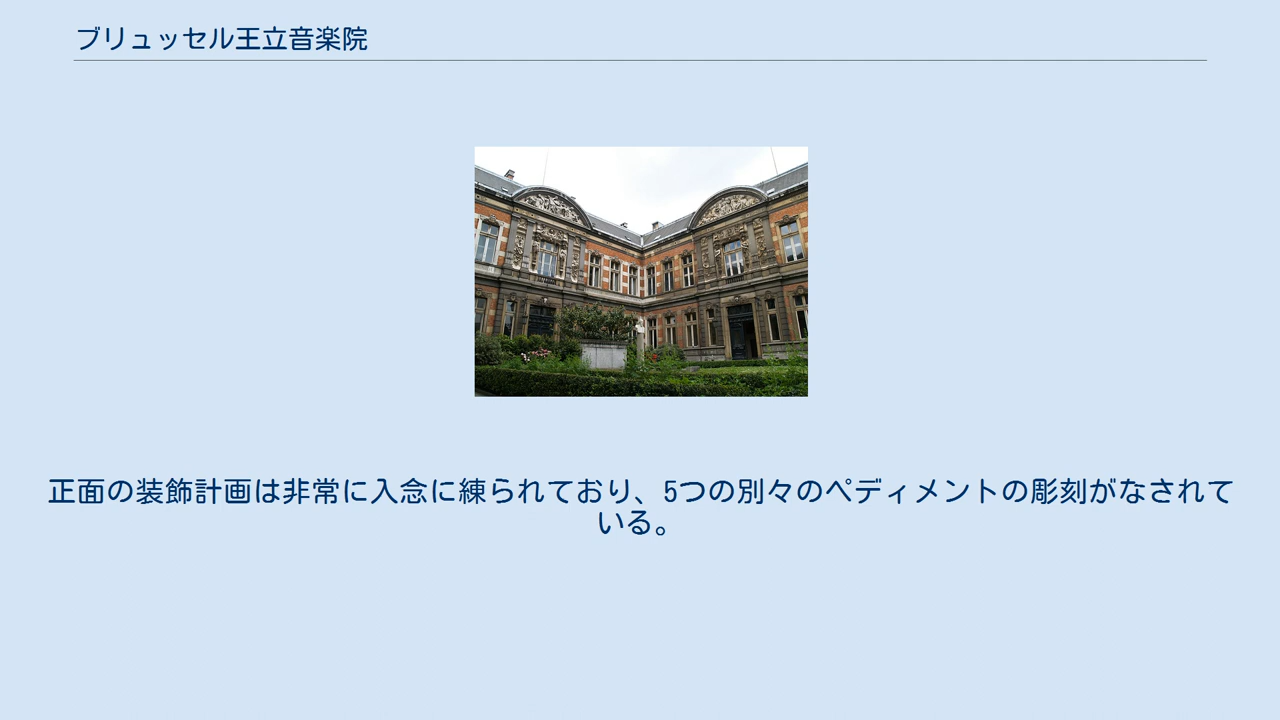 ブリュッセル王立音楽院
正面の装飾計画は非常に入念に練られており、5つの別々のペディメントの彫刻がなされて
いる。